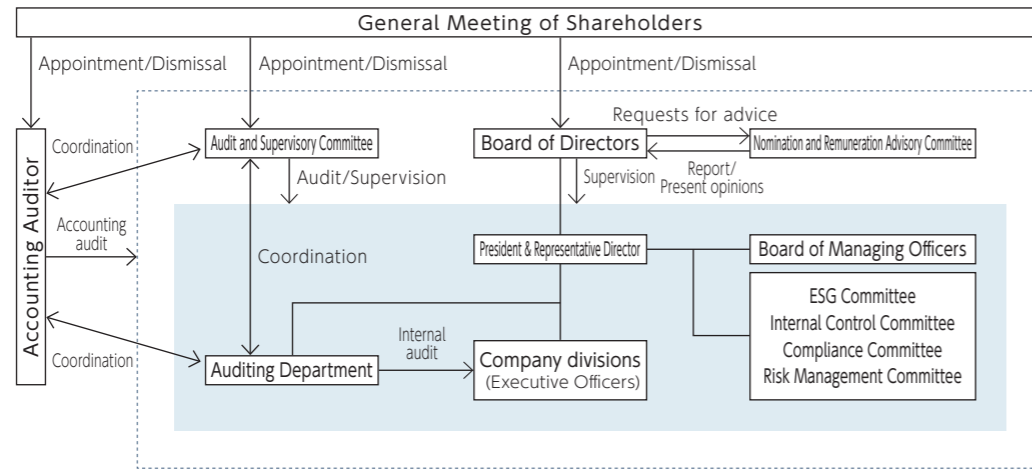 General Meeting of Shareholders
Appointment/Dismissal
Appointment/Dismissal
Appointment/Dismissal
Requests for advice
Coordination
Audit and Supervisory Committee
Board of Directors
Nomination and Remuneration Advisory Committee
Report/
Present opinions
Audit/Supervision
Supervision
Accounting Auditor
Accounting
audit
President & Representative Director
Board of Managing Officers
Coordination
ESG Committee
Internal Control Committee
Compliance Committee
Risk Management Committee
Internal
audit
Coordination
Auditing Department
Company divisions
(Executive Officers)